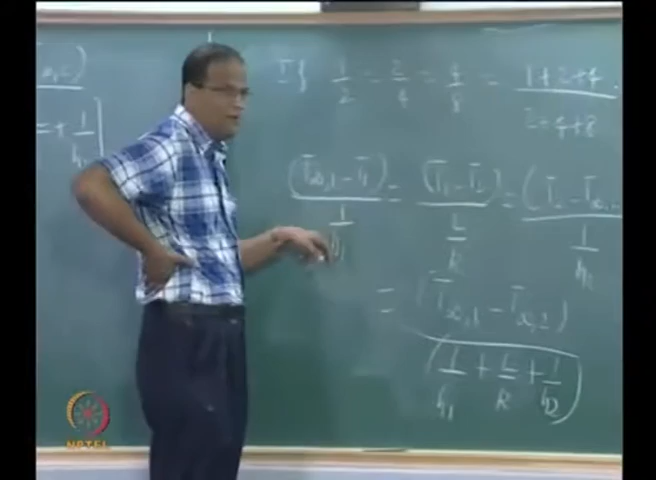 If 1/2 = 2/4 = 4/8 = (1+2+4)/(2+4+8)
(T∞,1 - T1)/(1/h1) = (T1 - T2)/(L/k) = (T2 - T∞,2)/(1/h2)
= (T∞,1 - T∞,2)/(1/h1 + L/k + 1/h2)
NPTEL